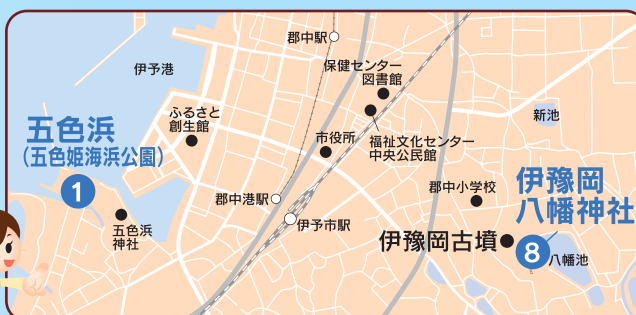 郡中駅
伊予港
保健センター
図書館
ふるさと
創生館
新池
五色浜
(五色姫海浜公園)
市役所
福祉文化センター
中央公民館
1
郡中小学校
伊豫岡
八幡神社
郡中港駅
五色浜
神社
伊予市駅
伊豫岡古墳
8
八幡池